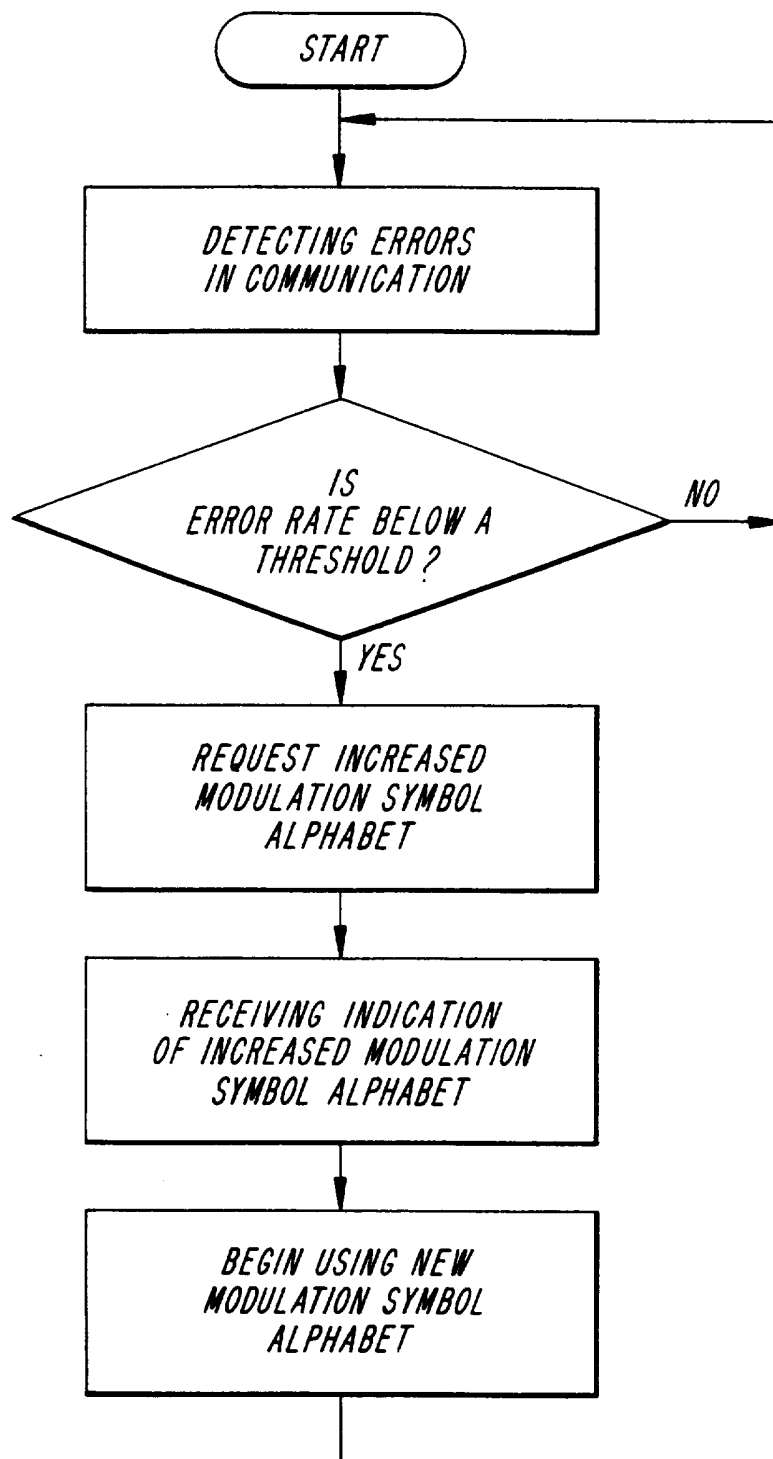 START
DETECTING ERRORS
IN COMMUNICATION
IS
ERROR RATE BELOW A
THRESHOLD?
NO
YES
REQUEST INCREASED
MODULATION SYMBOL
ALPHABET
RECEIVING INDICATION
OF INCREASED MODULATION
SYMBOL ALPHABET
BEGIN USING NEW
MODULATION SYMBOL
ALPHABET